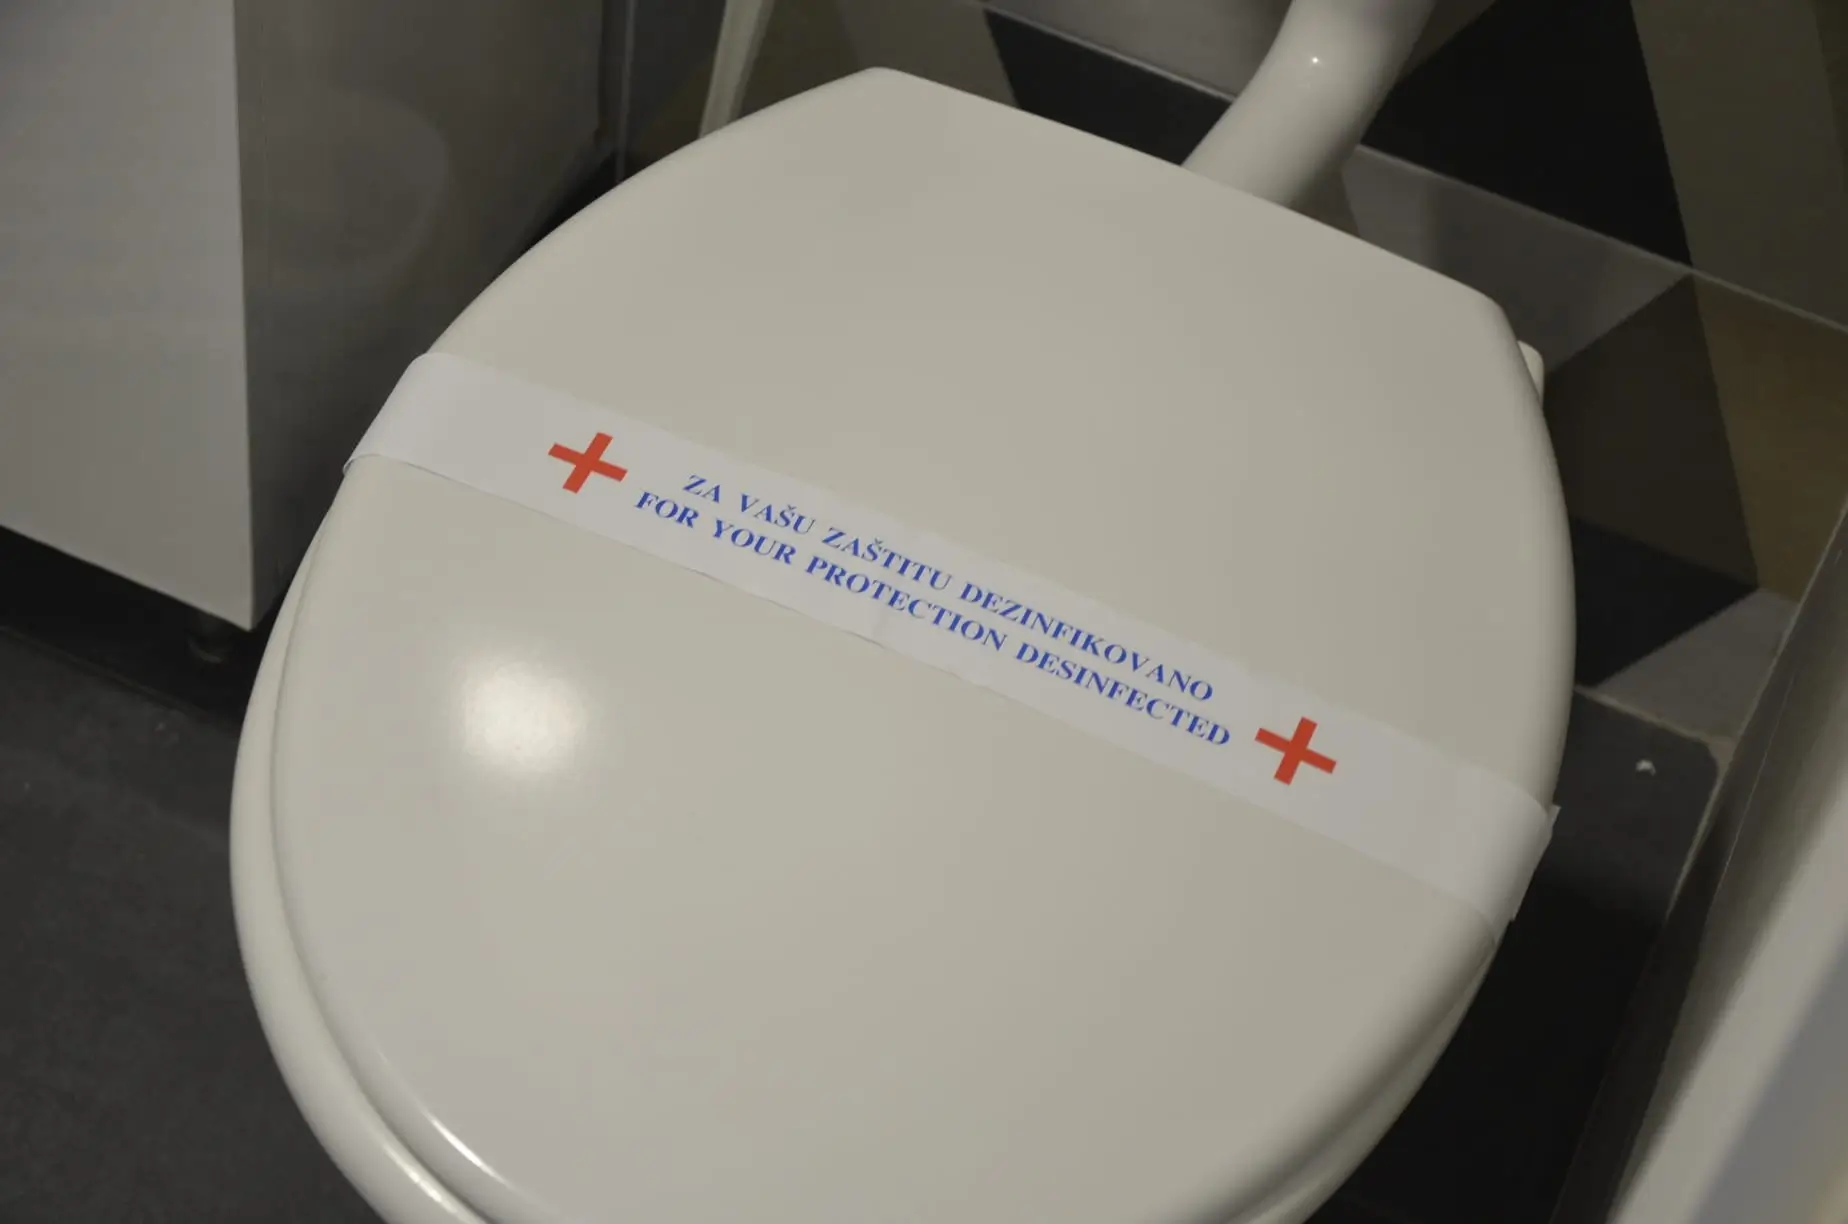 ZA VAŠU ZAŠTITU DEZINFIKOVANO
FOR YOUR PROTECTION DESINFECTED